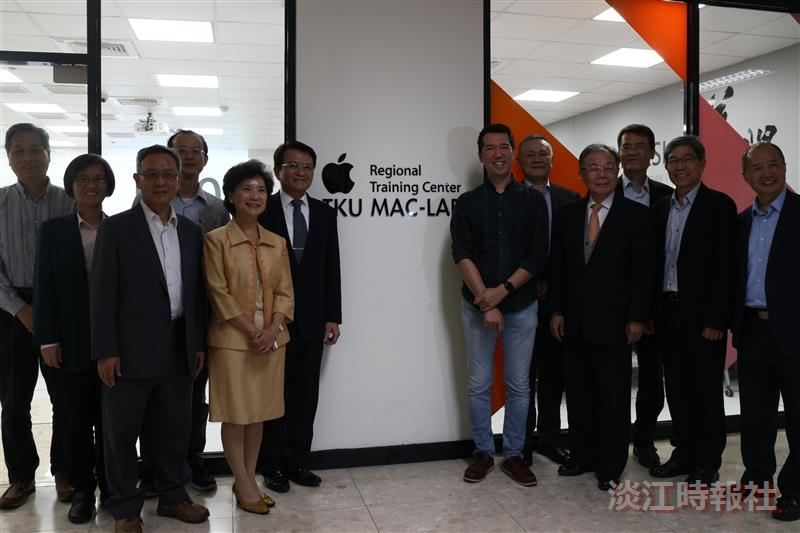 Regional
Training Center
TKU MAC-LAB
淡江時報社